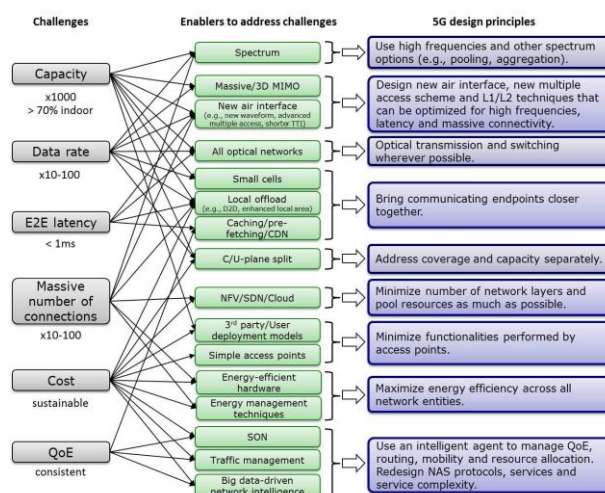 Challenges
Enablers to address challenges
5G design principles
Capacity
x1000
> 70% indoor
Data rate
x10-100
E2E latency
< 1ms
Massive
number of
connections
x10-100
Cost
sustainable
QoE
consistent
Spectrum
Massive/3D MIMO
New air interface
(e.g., new waveform, advanced
multiple access, shorter TTI)
All optical networks
Small cells
Local offload
(e.g., D2D, enhanced local area)
Caching/pre-
fetching/CDN
C/U-plane split
NFV/SDN/Cloud
3rd party/User
deployment models
Simple access points
Energy-efficient
hardware
Energy management
techniques
SON
Traffic management
Big data-driven
network intelligence
Use high frequencies and other spectrum
options (e.g., pooling, aggregation).
Design new air interface, new multiple
access scheme and L1/L2 techniques that
can be optimized for high frequencies,
latency and massive connectivity.
Optical transmission and switching
wherever possible.
Bring communicating endpoints closer
together.
Address coverage and capacity separately.
Minimize number of network layers and
pool resources as much as possible.
Minimize functionalities performed by
access points.
Maximize energy efficiency across all
network entities.
Use an intelligent agent to manage QoE,
routing, mobility and resource allocation.
Redesign NAS protocols, services and
service complexity.